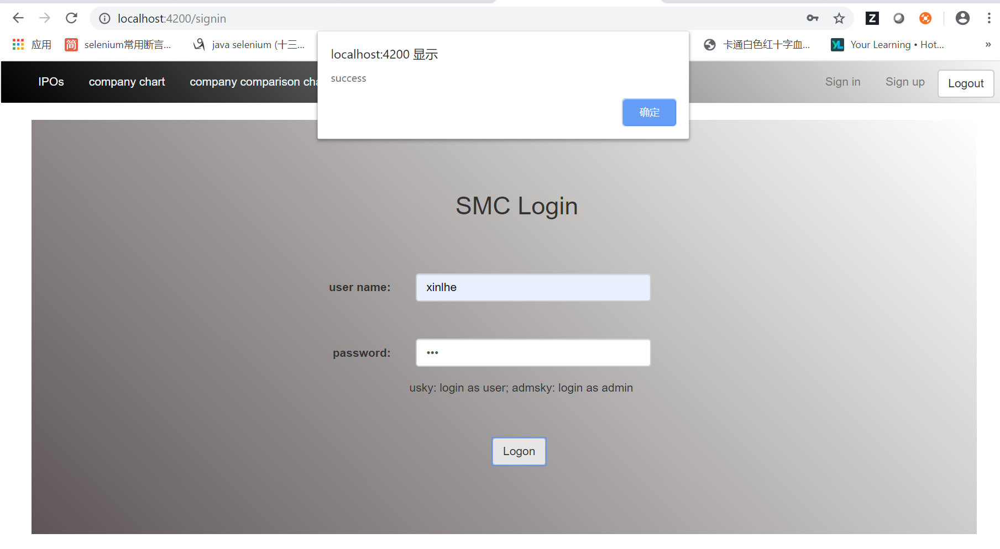 localhost:4200/signin
应用
简
selenium常用断言...
java selenium (十三...
卡通白色红十字血...
YL
Your Learning • Hot...
»
localhost:4200 显示
success
确定
IPOs
company chart
company comparison cha
Sign in
Sign up
Logout
SMC Login
user name:
xinlhe
password:
•••
usky: login as user; admsky: login as admin
Logon
Z